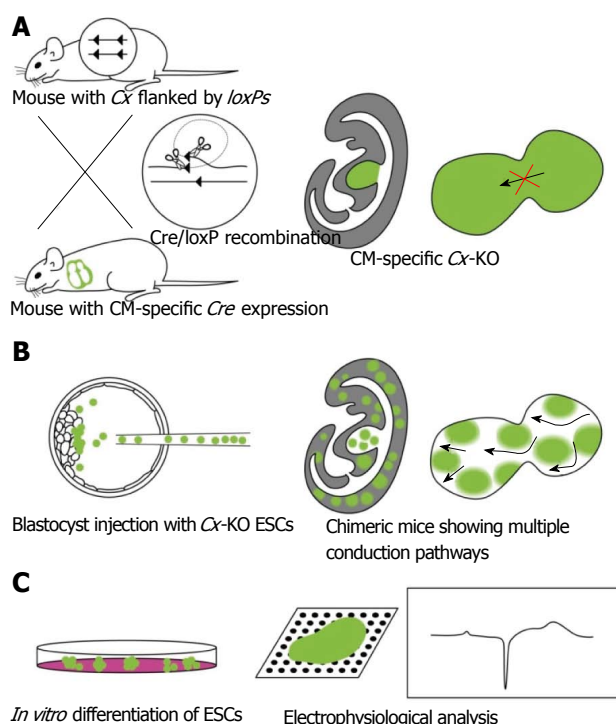 A
Mouse with Cx flanked by loxPs
Cre/loxP recombination
CM-specific Cx-KO
Mouse with CM-specific Cre expression
B
Blastocyst injection with Cx-KO ESCs
Chimeric mice showing multiple
conduction pathways
C
In vitro differentiation of ESCs
Electrophysiological analysis